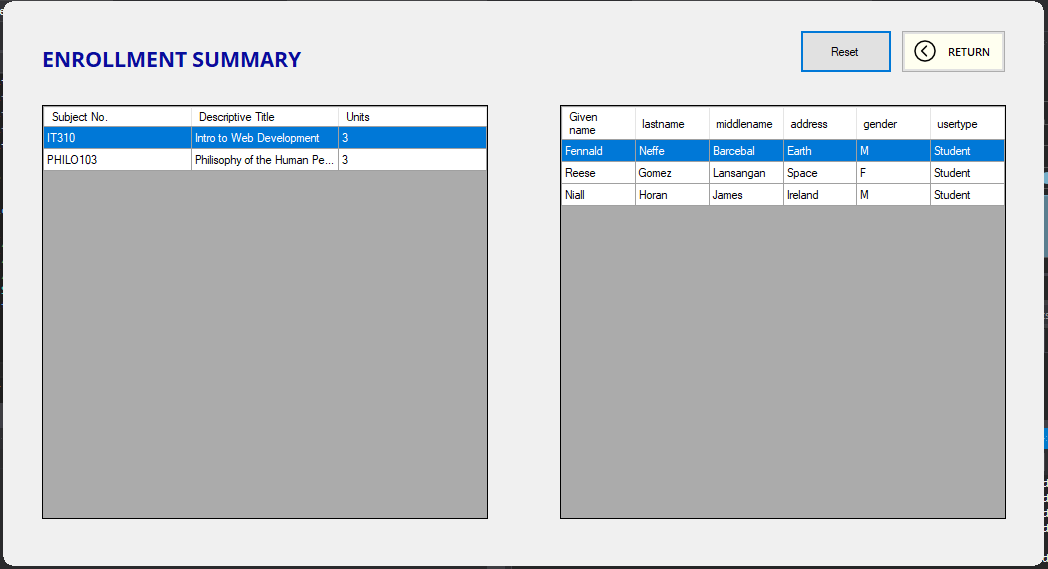 ENROLLMENT SUMMARY
Reset
RETURN
Subject No. Descriptive Title Units
IT310 Intro to Web Development 3
PHILO103 Philisophy of the Human Pe... 3
Given name lastname middlename address gender usertype
Fennald Neffe Barcebal Earth M Student
Reese Gomez Lansangan Space F Student
Niall Horan James Ireland M Student